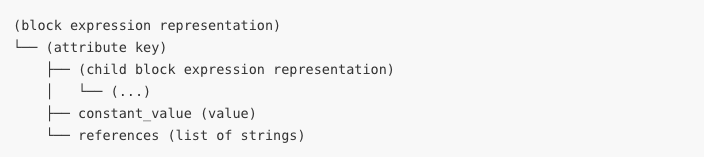 (block expression representation)
└── (attribute key)
    ├── (child block expression representation)
    │   └── (...)
    ├── constant_value (value)
    └── references (list of strings)